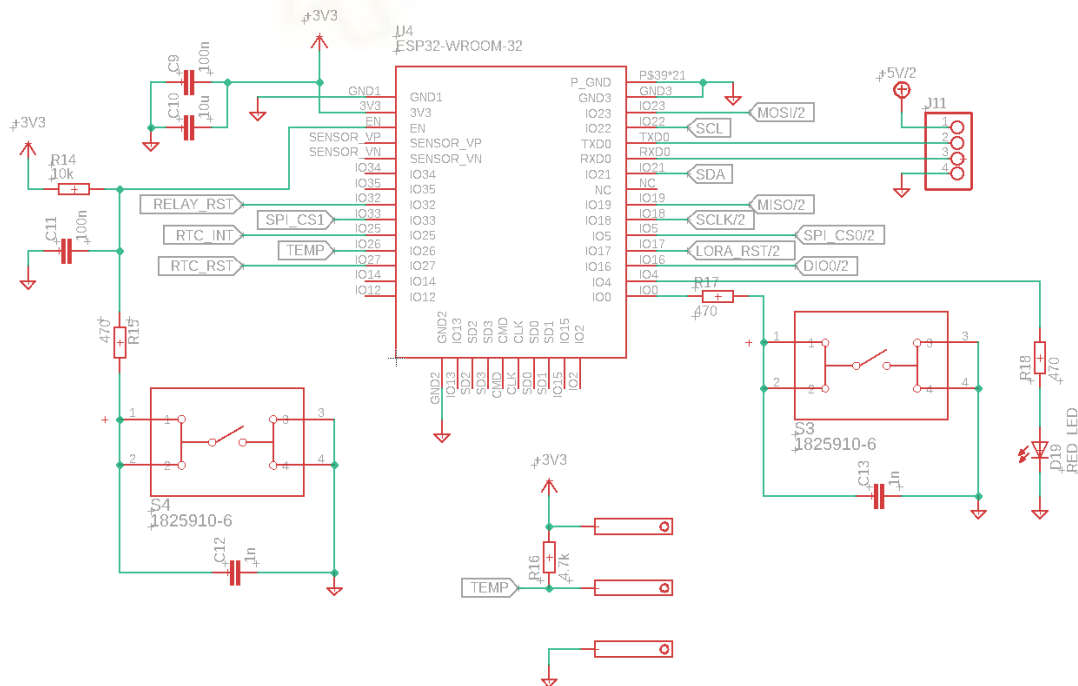 +3V3
U4
ESP32-WROOM-32
C9
100n
C10
10u
GND1
3V3
EN
SENSOR_VP
SENSOR_VN
IO34
IO35
IO32
IO33
IO25
IO26
IO27
IO14
IO12
GND1
3V3
EN
SENSOR_VP
SENSOR_VN
IO34
IO35
IO32
IO33
IO25
IO26
IO27
IO14
IO12
P_GND
GND3
IO23
IO22
TXD0
RXD0
IO21
NC
IO19
IO18
IO5
IO17
IO16
IO4
IO0
P$39*21
GND3
IO23
IO22
TXD0
RXD0
IO21
NC
IO19
IO18
IO5
IO17
IO16
IO4
IO0
GND2
IO13
SD2
SD3
CMD
CLK
SD0
SD1
IO15
IO2
GND2
IO13
SD2
SD3
CMD
CLK
SD0
SD1
IO15
IO2
+3V3
R14
10k
C11
100n
RELAY_RST
SPI_CS1
RTC_INT
TEMP
RTC_RST
MOSI/2
SCL
SDA
MISO/2
SCLK/2
SPI_CS0/2
LORA_RST/2
DIO0/2
+5V/2
J11
1
2
3
4
R17
470
1
2
3
4
1
2
3
4
S3
1825910-6
C13
1n
R18
470
D19
RED LED
470
R15
1
2
3
4
1
2
3
4
S4
1825910-6
C12
1n
+3V3
R16
4.7k
TEMP